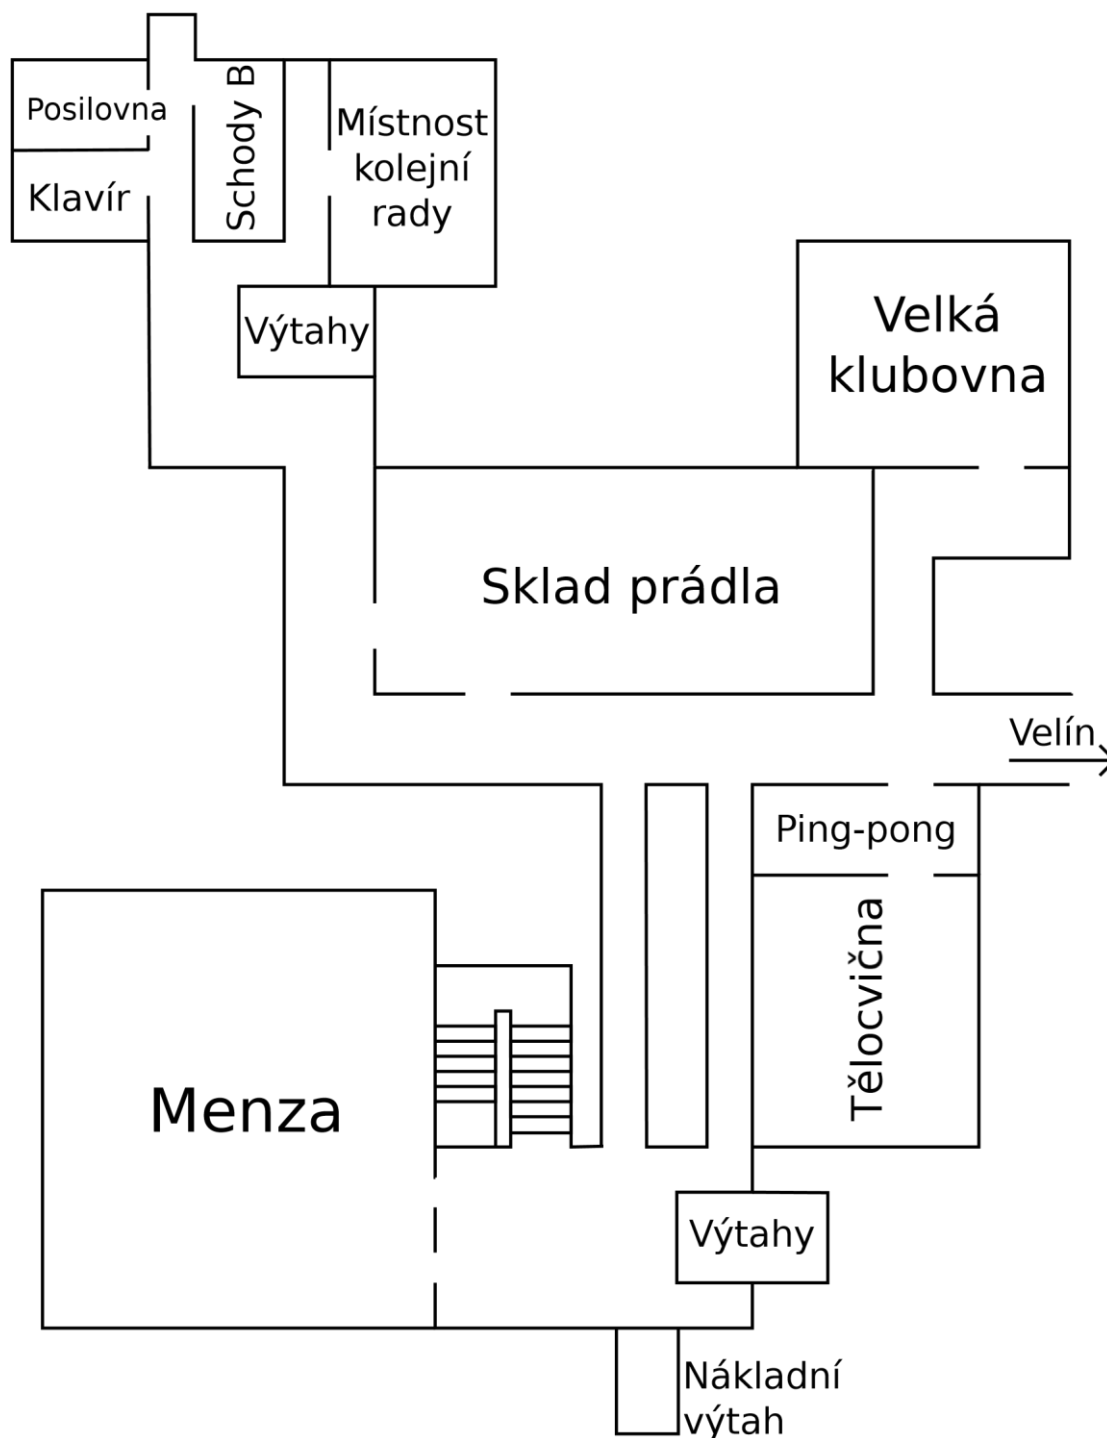 Posilovna
Klavír
Schody B
Místnost
kolejní
rady
Výtahy
Velká
klubovna
Sklad prádla
Velín
Ping-pong
Tělocvična
Menza
Výtahy
Nákladní
výtah